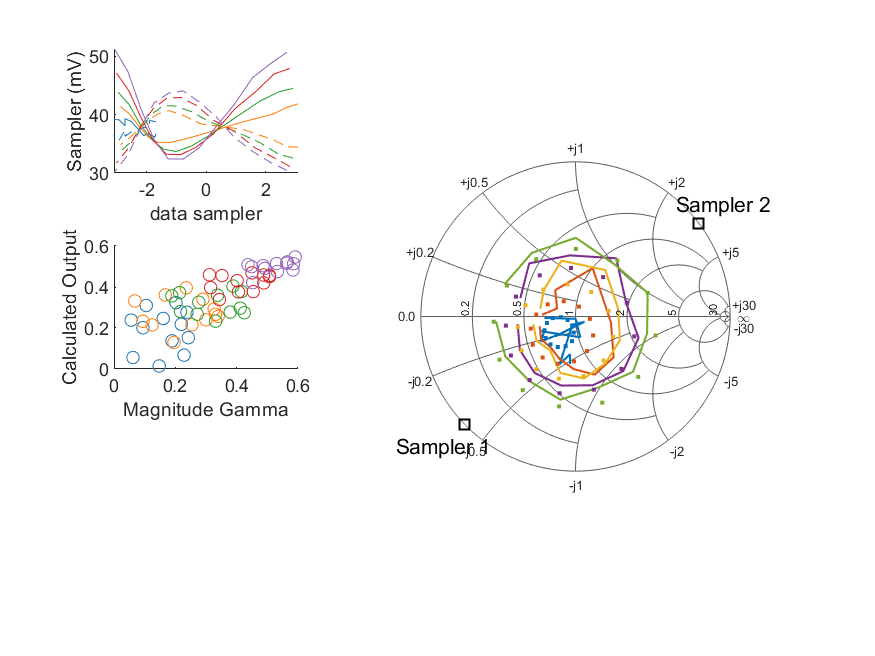 50
40
30
Sampler (mV)
-2 0 2
data sampler
0.6
0.4
0.2
0
Calculated Output
0 0.2 0.4 0.6
Magnitude Gamma
+j1
+j0.5
+j2
Sampler 2
+j0.2
+j5
0.0
0.2
0.5
1
2
5
30
+j30
∞
-j30
-j0.2
-j5
Sampler 1
-j0.5
-j2
-j1